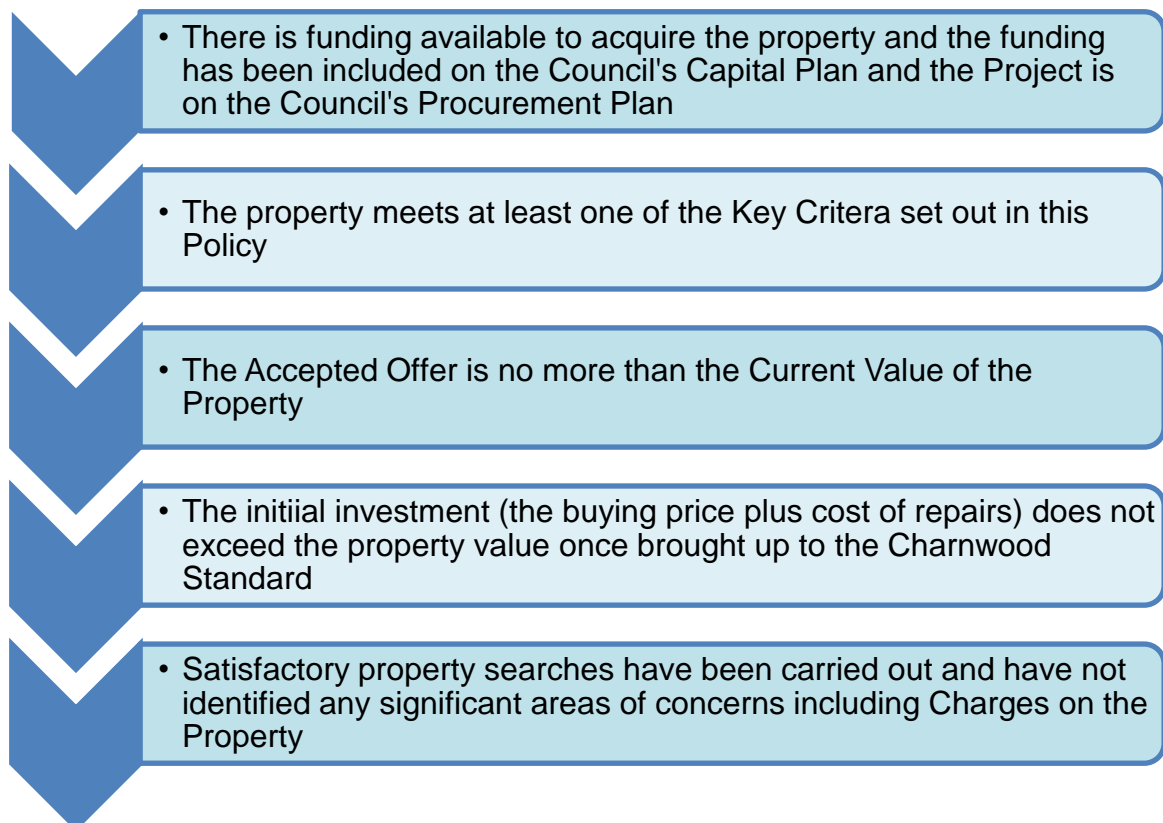 • There is funding available to acquire the property and the funding
has been included on the Council's Capital Plan and the Project is
on the Council's Procurement Plan
• The property meets at least one of the Key Critera set out in this
Policy
• The Accepted Offer is no more than the Current Value of the
Property
• The initiial investment (the buying price plus cost of repairs) does not
exceed the property value once brought up to the Charnwood
Standard
• Satisfactory property searches have been carried out and have not
identified any significant areas of concerns including Charges on the
Property